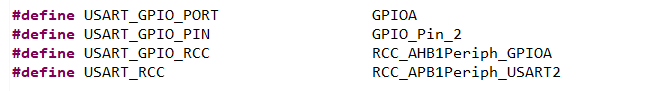 #define USART_GPIO_PORT GPIOA
#define USART_GPIO_PIN GPIO_Pin_2
#define USART_GPIO_RCC RCC_AHB1Periph_GPIOA
#define USART_RCC RCC_APB1Periph_USART2